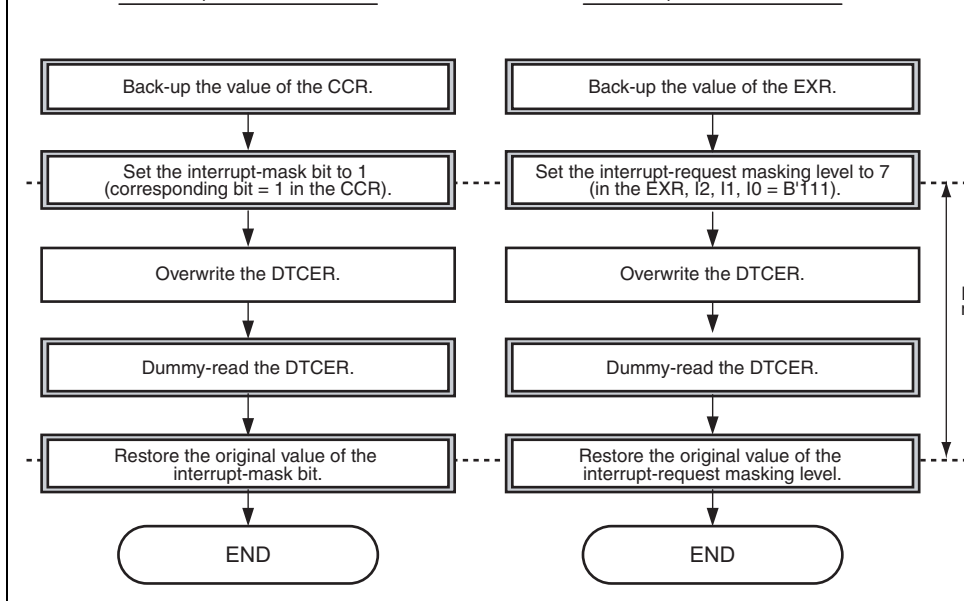 Back-up the value of the CCR.
Set the interrupt-mask bit to 1
(corresponding bit = 1 in the CCR).
Overwrite the DTCER.
Dummy-read the DTCER.
Restore the original value of the
interrupt-mask bit.
END
Back-up the value of the EXR.
Set the interrupt-request masking level to 7
(in the EXR, I2, I1, I0 = B'111).
Overwrite the DTCER.
Dummy-read the DTCER.
Restore the original value of the
interrupt-request masking level.
END